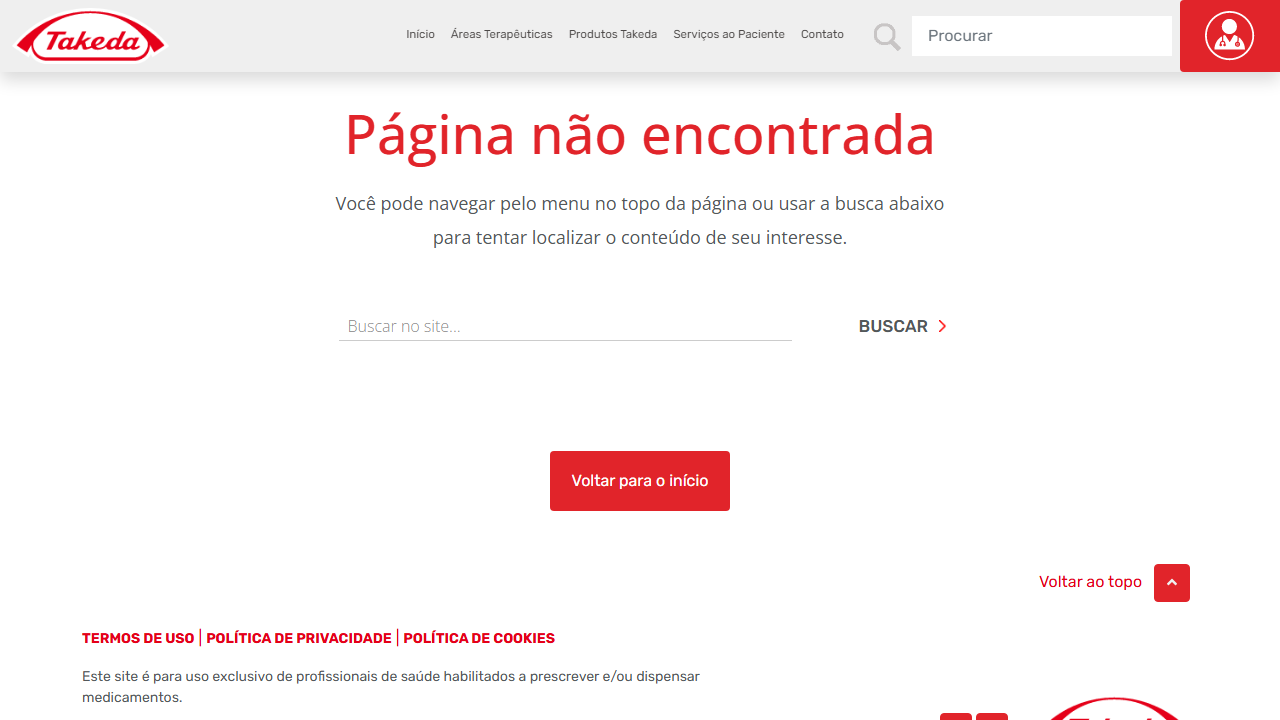 Takeda
Início
Áreas Terapêuticas
Produtos Takeda
Serviços ao Paciente
Contato
Procurar
Página não encontrada
Você pode navegar pelo menu no topo da página ou usar a busca abaixo
para tentar localizar o conteúdo de seu interesse.
Buscar no site...
BUSCAR
Voltar para o início
Voltar ao topo
TERMOS DE USO | POLÍTICA DE PRIVACIDADE | POLÍTICA DE COOKIES
Este site é para uso exclusivo de profissionais de saúde habilitados a prescrever e/ou dispensar
medicamentos.